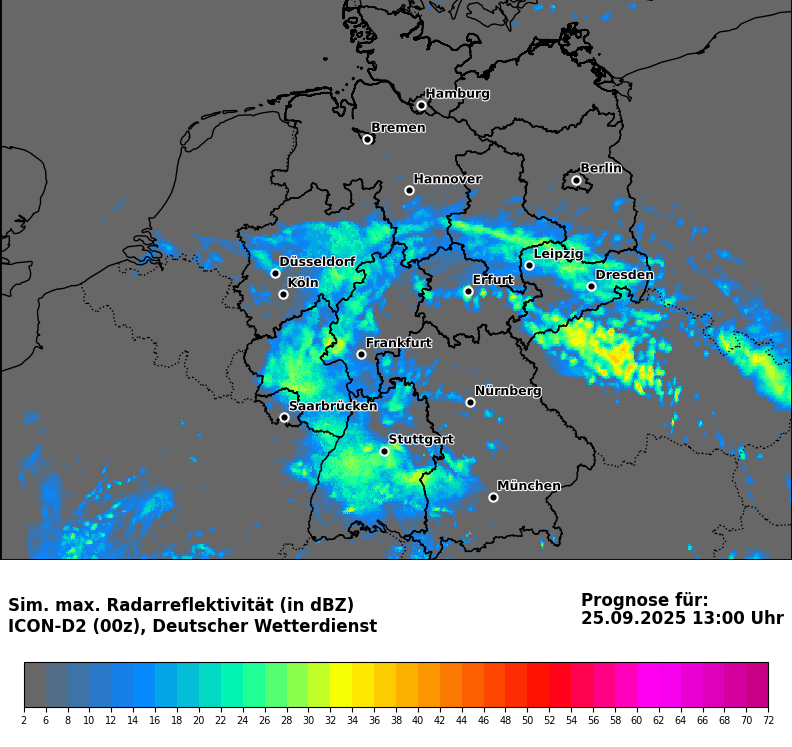 Hamburg
Bremen
Berlin
Hannover
Leipzig
Düsseldorf
Dresden
Köln
Erfurt
Frankfurt
Nürnberg
Saarbrücken
Stuttgart
München
Sim. max. Radarreflektivität (in dBZ)
ICON-D2 (00z), Deutscher Wetterdienst
Prognose für:
25.09.2025 13:00 Uhr
2 6 8 10 12 14 16 18 20 22 24 26 28 30 32 34 36 38 40 42 44 46 48 50 52 54 56 58 60 62 64 66 68 70 72